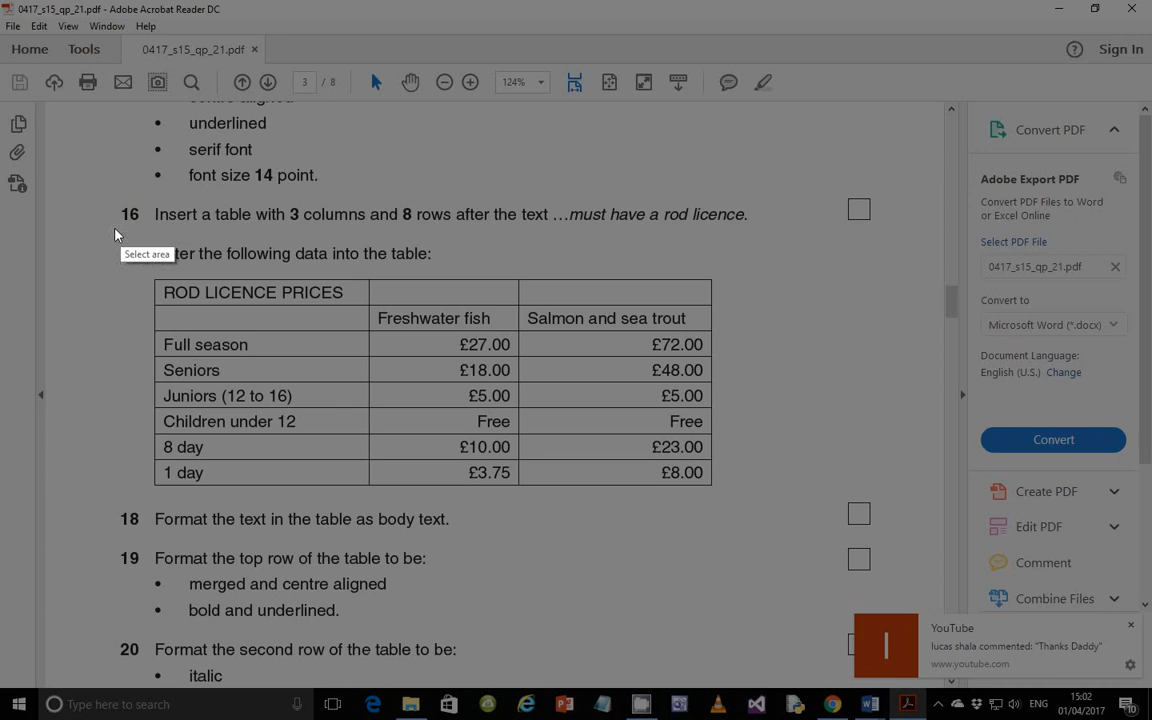 0417_s15_qp_21.pdf - Adobe Acrobat Reader DC
File Edit View Window Help
Home Tools 0417_s15_qp_21.pdf × Sign In
3 / 8 124%
underlined
serif font
font size 14 point.
16 Insert a table with 3 columns and 8 rows after the text …must have a rod licence.
Select area
ter the following data into the table:
ROD LICENCE PRICES
Freshwater fish Salmon and sea trout
Full season £27.00 £72.00
Seniors £18.00 £48.00
Juniors (12 to 16) £5.00 £5.00
Children under 12 Free Free
8 day £10.00 £23.00
1 day £3.75 £8.00
18 Format the text in the table as body text.
19 Format the top row of the table to be:
• merged and centre aligned
• bold and underlined.
20 Format the second row of the table to be:
• italic
Convert PDF
Adobe Export PDF
Convert PDF Files to Word
or Excel Online
Select PDF File
0417_s15_qp_21.pdf ×
Convert to
Microsoft Word (*.docx)
Document Language:
English (U.S.) Change
Convert
Create PDF
Edit PDF
Comment
Combine Files
l
YouTube
lucas shala commented: "Thanks Daddy"
www.youtube.com
Type here to search
ENG
15:02
01/04/2017
10